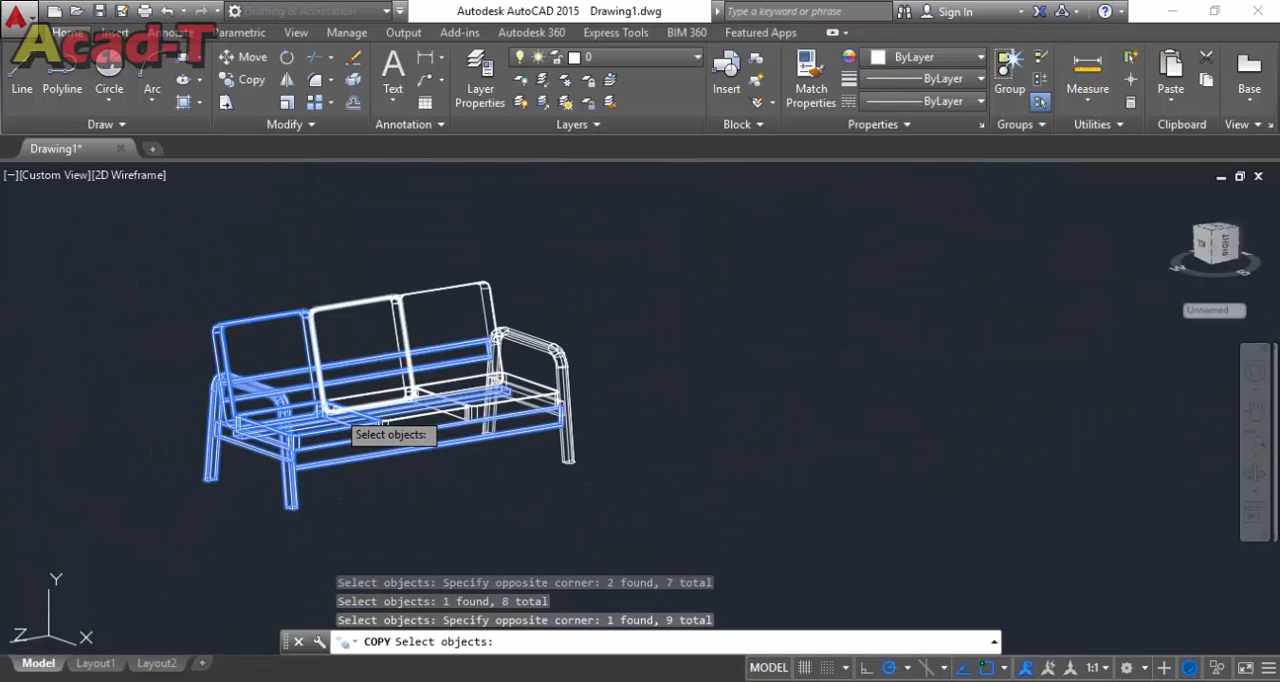 Autodesk AutoCAD 2015 Drawing1.dwg
Drafting & Annotation
Type a keyword or phrase
Sign In
Acad-T
Home Insert Annotate Parametric View Manage Output Add-ins Autodesk 360 Express Tools BIM 360 Featured Apps
Line Polyline Circle Arc
Move
Copy
Text
Layer
Properties
0
Insert
Match
Properties
ByLayer
ByLayer
ByLayer
Group
Measure
Paste
Base
Draw Modify Annotation Layers Block Properties Groups Utilities Clipboard View
Drawing1*
[−][Custom View][2D Wireframe]
RIGHT
W
Unnamed
Select objects:
Select objects: Specify opposite corner: 2 found, 7 total
Select objects: 1 found, 8 total
Select objects: Specify opposite corner: 1 found, 9 total
COPY Select objects:
Y
Z X
Model Layout1 Layout2 +
MODEL
1:1